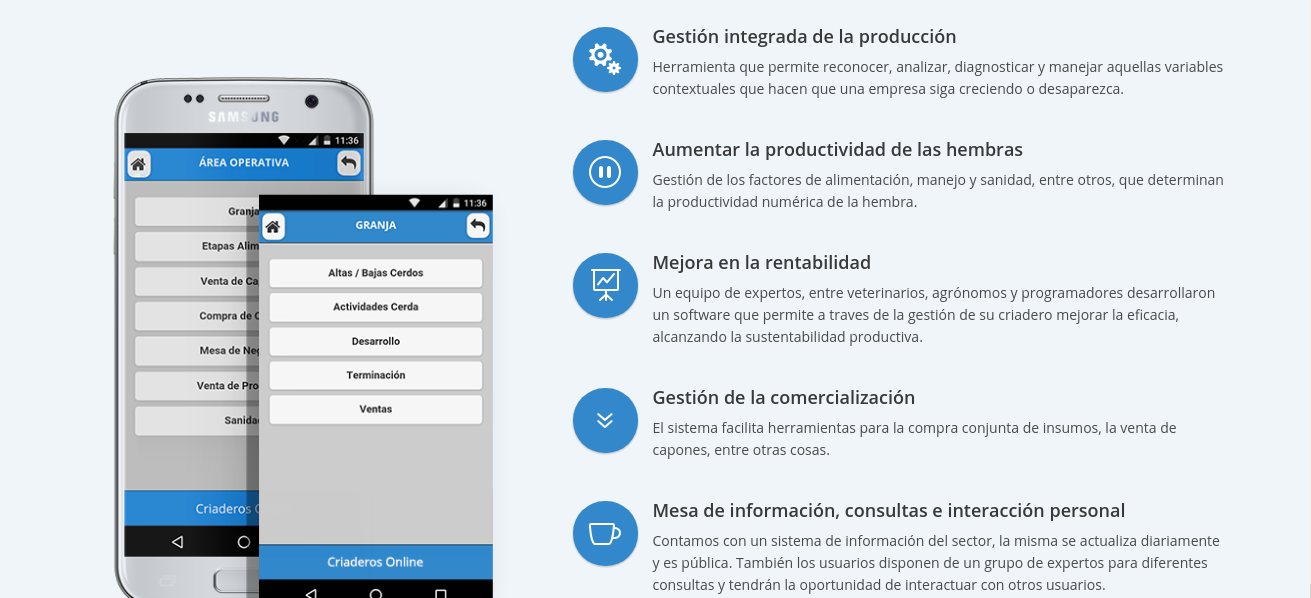 SAMSUNG
11:36
ÁREA OPERATIVA
Granja
Etapas
Venta de
Compra de
Mesa de
Venta de
Criaderos
11:36
GRANJA
Altas / Bajas Cerdos
Actividades Cerda
Desarrollo
Terminación
Ventas
Criaderos Online
Gestión integrada de la producción
Herramienta que permite reconocer, analizar, diagnosticar y manejar aquellas variables
contextuales que hacen que una empresa siga creciendo o desaparezca.
Aumentar la productividad de las hembras
Gestión de los factores de alimentación, manejo y sanidad, entre otros, que determinan
la productividad numérica de la hembra.
Mejora en la rentabilidad
Un equipo de expertos, entre veterinarios, agrónomos y programadores desarrollaron
un software que permite a traves de la gestión de su criadero mejorar la eficacia,
alcanzando la sustentabilidad productiva.
Gestión de la comercialización
El sistema facilita herramientas para la compra conjunta de insumos, la venta de
capones, entre otras cosas.
Mesa de información, consultas e interacción personal
Contamos con un sistema de información del sector, la misma se actualiza diariamente
y es pública. También los usuarios disponen de un grupo de expertos para diferentes
consultas y tendrán la oportunidad de interactuar con otros usuarios.